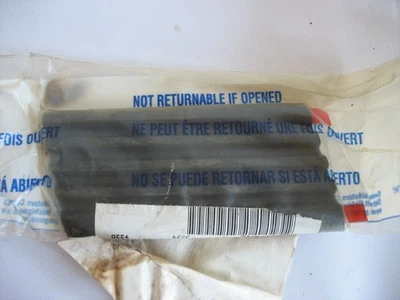 NOT RETURNABLE IF OPENED
FOIS OUVERT
NE PEUT ÊTRE RETOURNÉ UNE FOIS OUVERT
TÁ ABIERTO
NO SE PUEDE RETORNAR SI ESTÁ ABIERTO